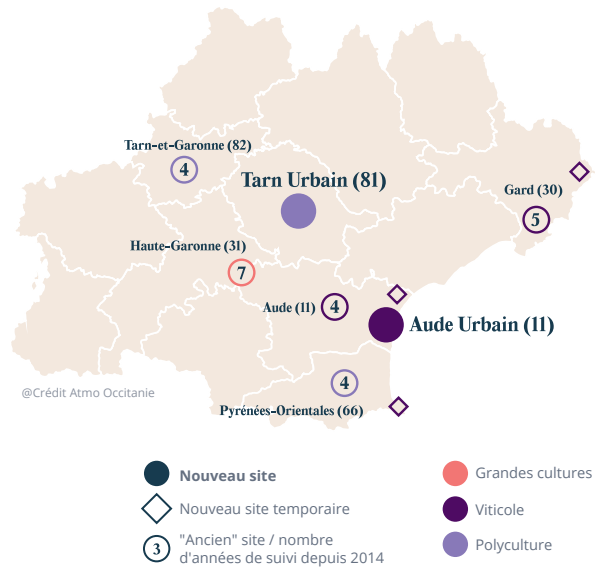 Tarn-et-Garonne (82)
4
Tarn Urbain (81)
Gard (30)
5
Haute-Garonne (31)
7
Aude (11)
4
Aude Urbain (11)
4
@Crédit Atmo Occitanie
Pyrénées-Orientales (66)
Nouveau site
Nouveau site temporaire
3
"Ancien" site / nombre
d'années de suivi depuis 2014
Grandes cultures
Viticole
Polyculture